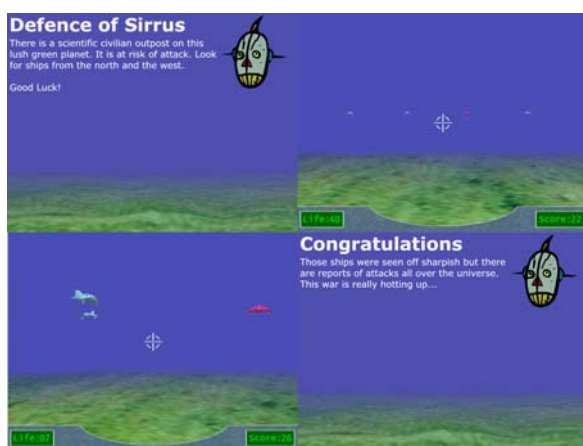 Defence of Sirrus
There is a scientific civilian outpost on this
lush green planet. It is at risk of attack. Look
for ships from the north and the west.
Good Luck!
Life:40
Score:22
Life:07
Score:26
Congratulations
Those ships were seen off sharpish but there
are reports of attacks all over the universe.
This war is really hotting up...